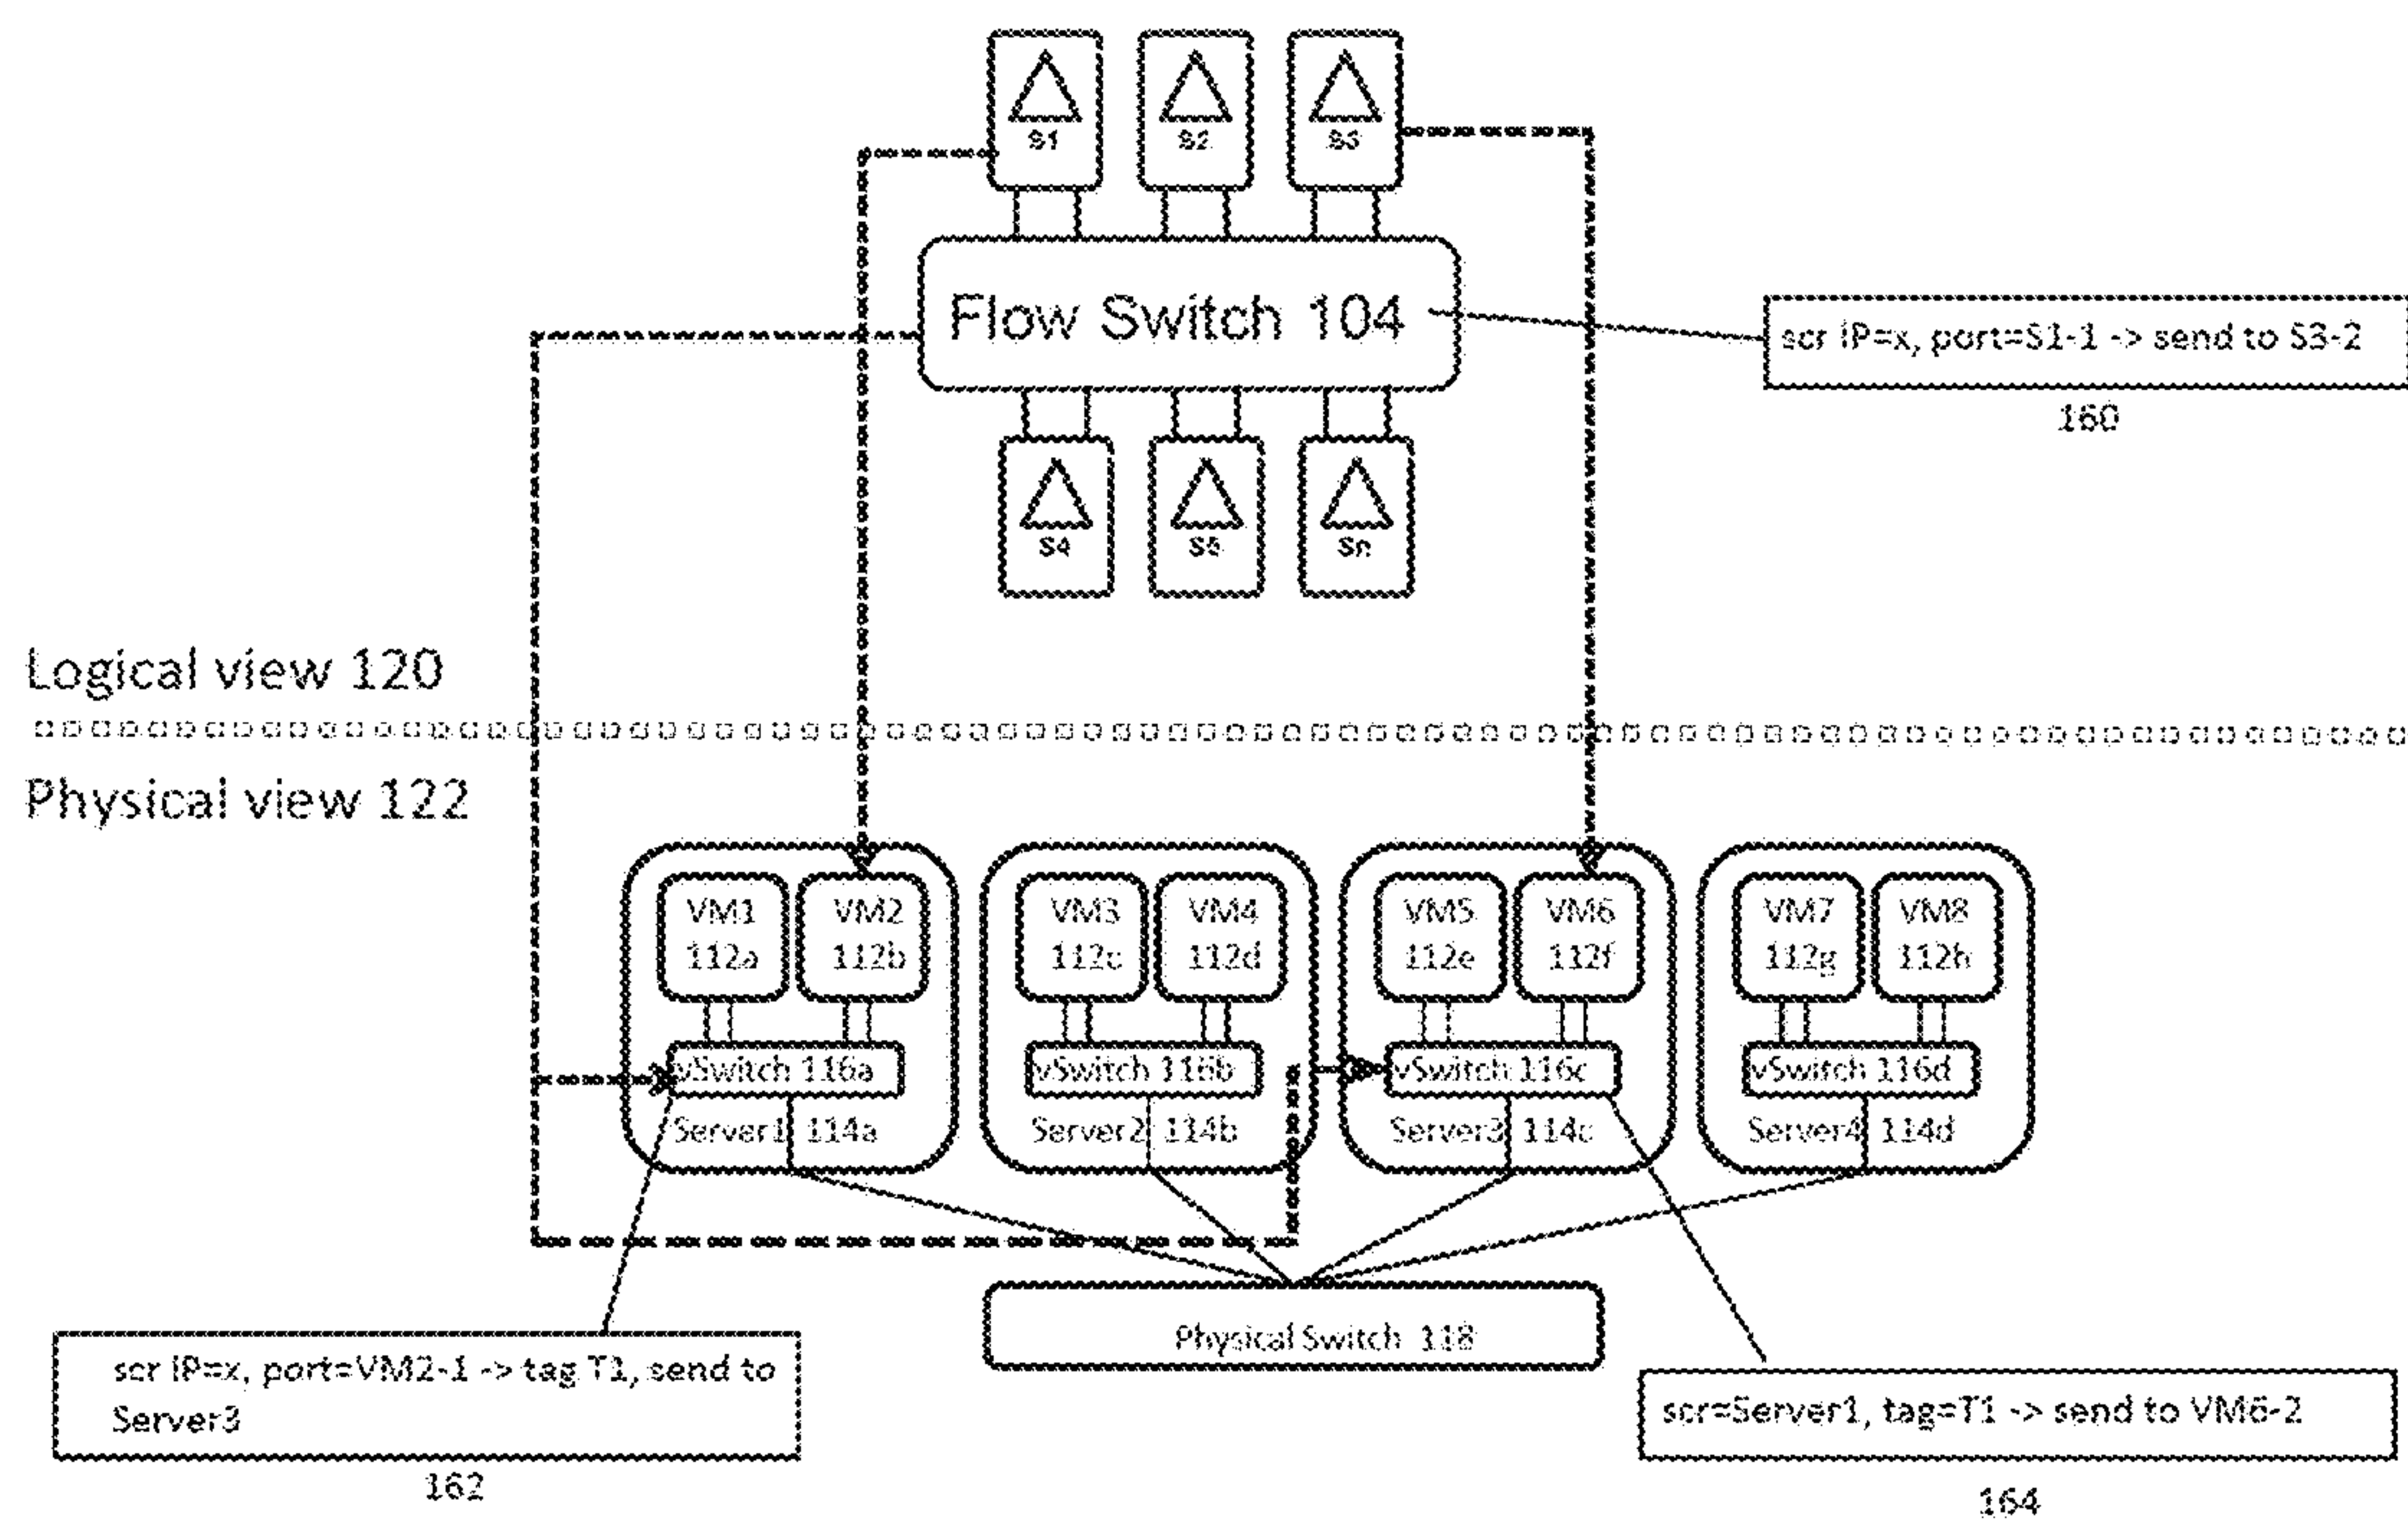 S1 S2 S3
Flow Switch 104
scr IP=x, port=S1-1 -> send to S3-2
160
S4 S5 Sn
Logical view 120
Physical view 122
VM1 VM2 VM3 VM4 VM5 VM6 VM7 VM8
112a 112b 112c 112d 112e 112f 112g 112h
vSwitch 116a vSwitch 116b vSwitch 116c vSwitch 116d
Server1 114a Server2 114b Server3 114c Server4 114d
Physical Switch 118
scr IP=x, port=VM2-1 -> tag T1, send to
Server3
162
scr=Server1, tag=T1 -> send to VM6-2
164